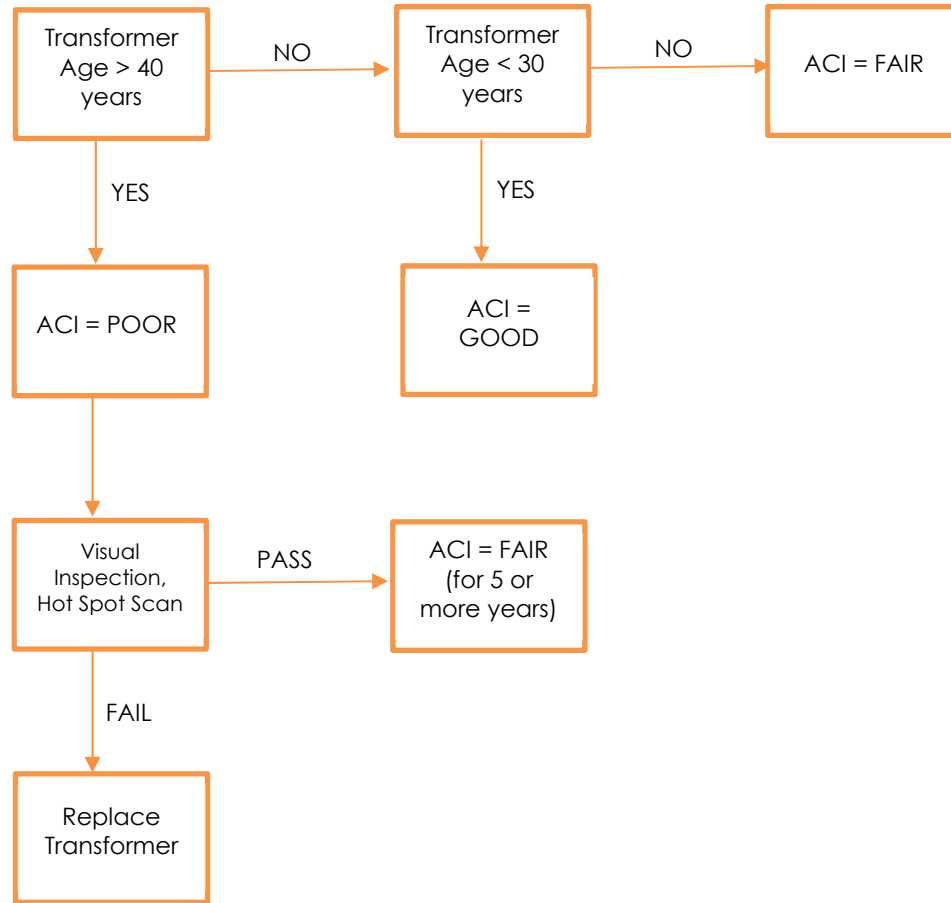 Transformer
Age > 40
years
NO
Transformer
Age < 30
years
NO
ACI = FAIR
YES
YES
ACI = POOR
ACI =
GOOD
Visual
Inspection,
Hot Spot Scan
PASS
ACI = FAIR
(for 5 or
more years)
FAIL
Replace
Transformer